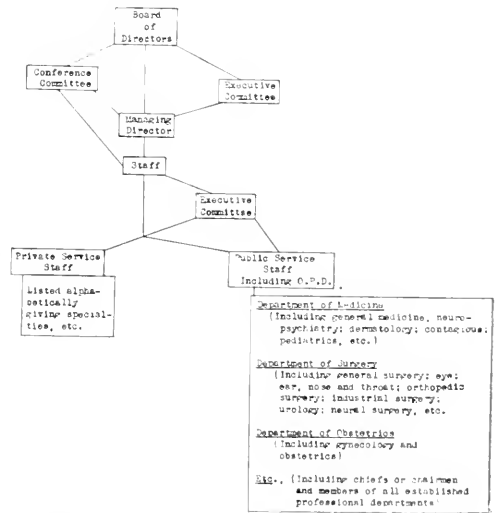 Board
of
Directors
Conference
Committee
Executive
Committee
Managing
Director
Staff
Executive
Committee
Private Service
Staff
Public Service
Staff
Including O.P.D.
Listed alpha-
betically
giving special-
ties, etc.
Department of Medicine
(Including general medicine, neuro-
psychiatry; dermatology; contagious;
pediatrics, etc.)
Department of Surgery
(Including general surgery; eye;
ear, nose and throat; orthopedic
surgery; industrial surgery;
urology; neural surgery, etc.
Department of Obstetrics
(Including gynecology and
obstetrics)
Etc., (Including chiefs or chairmen
and members of all established
professional departments